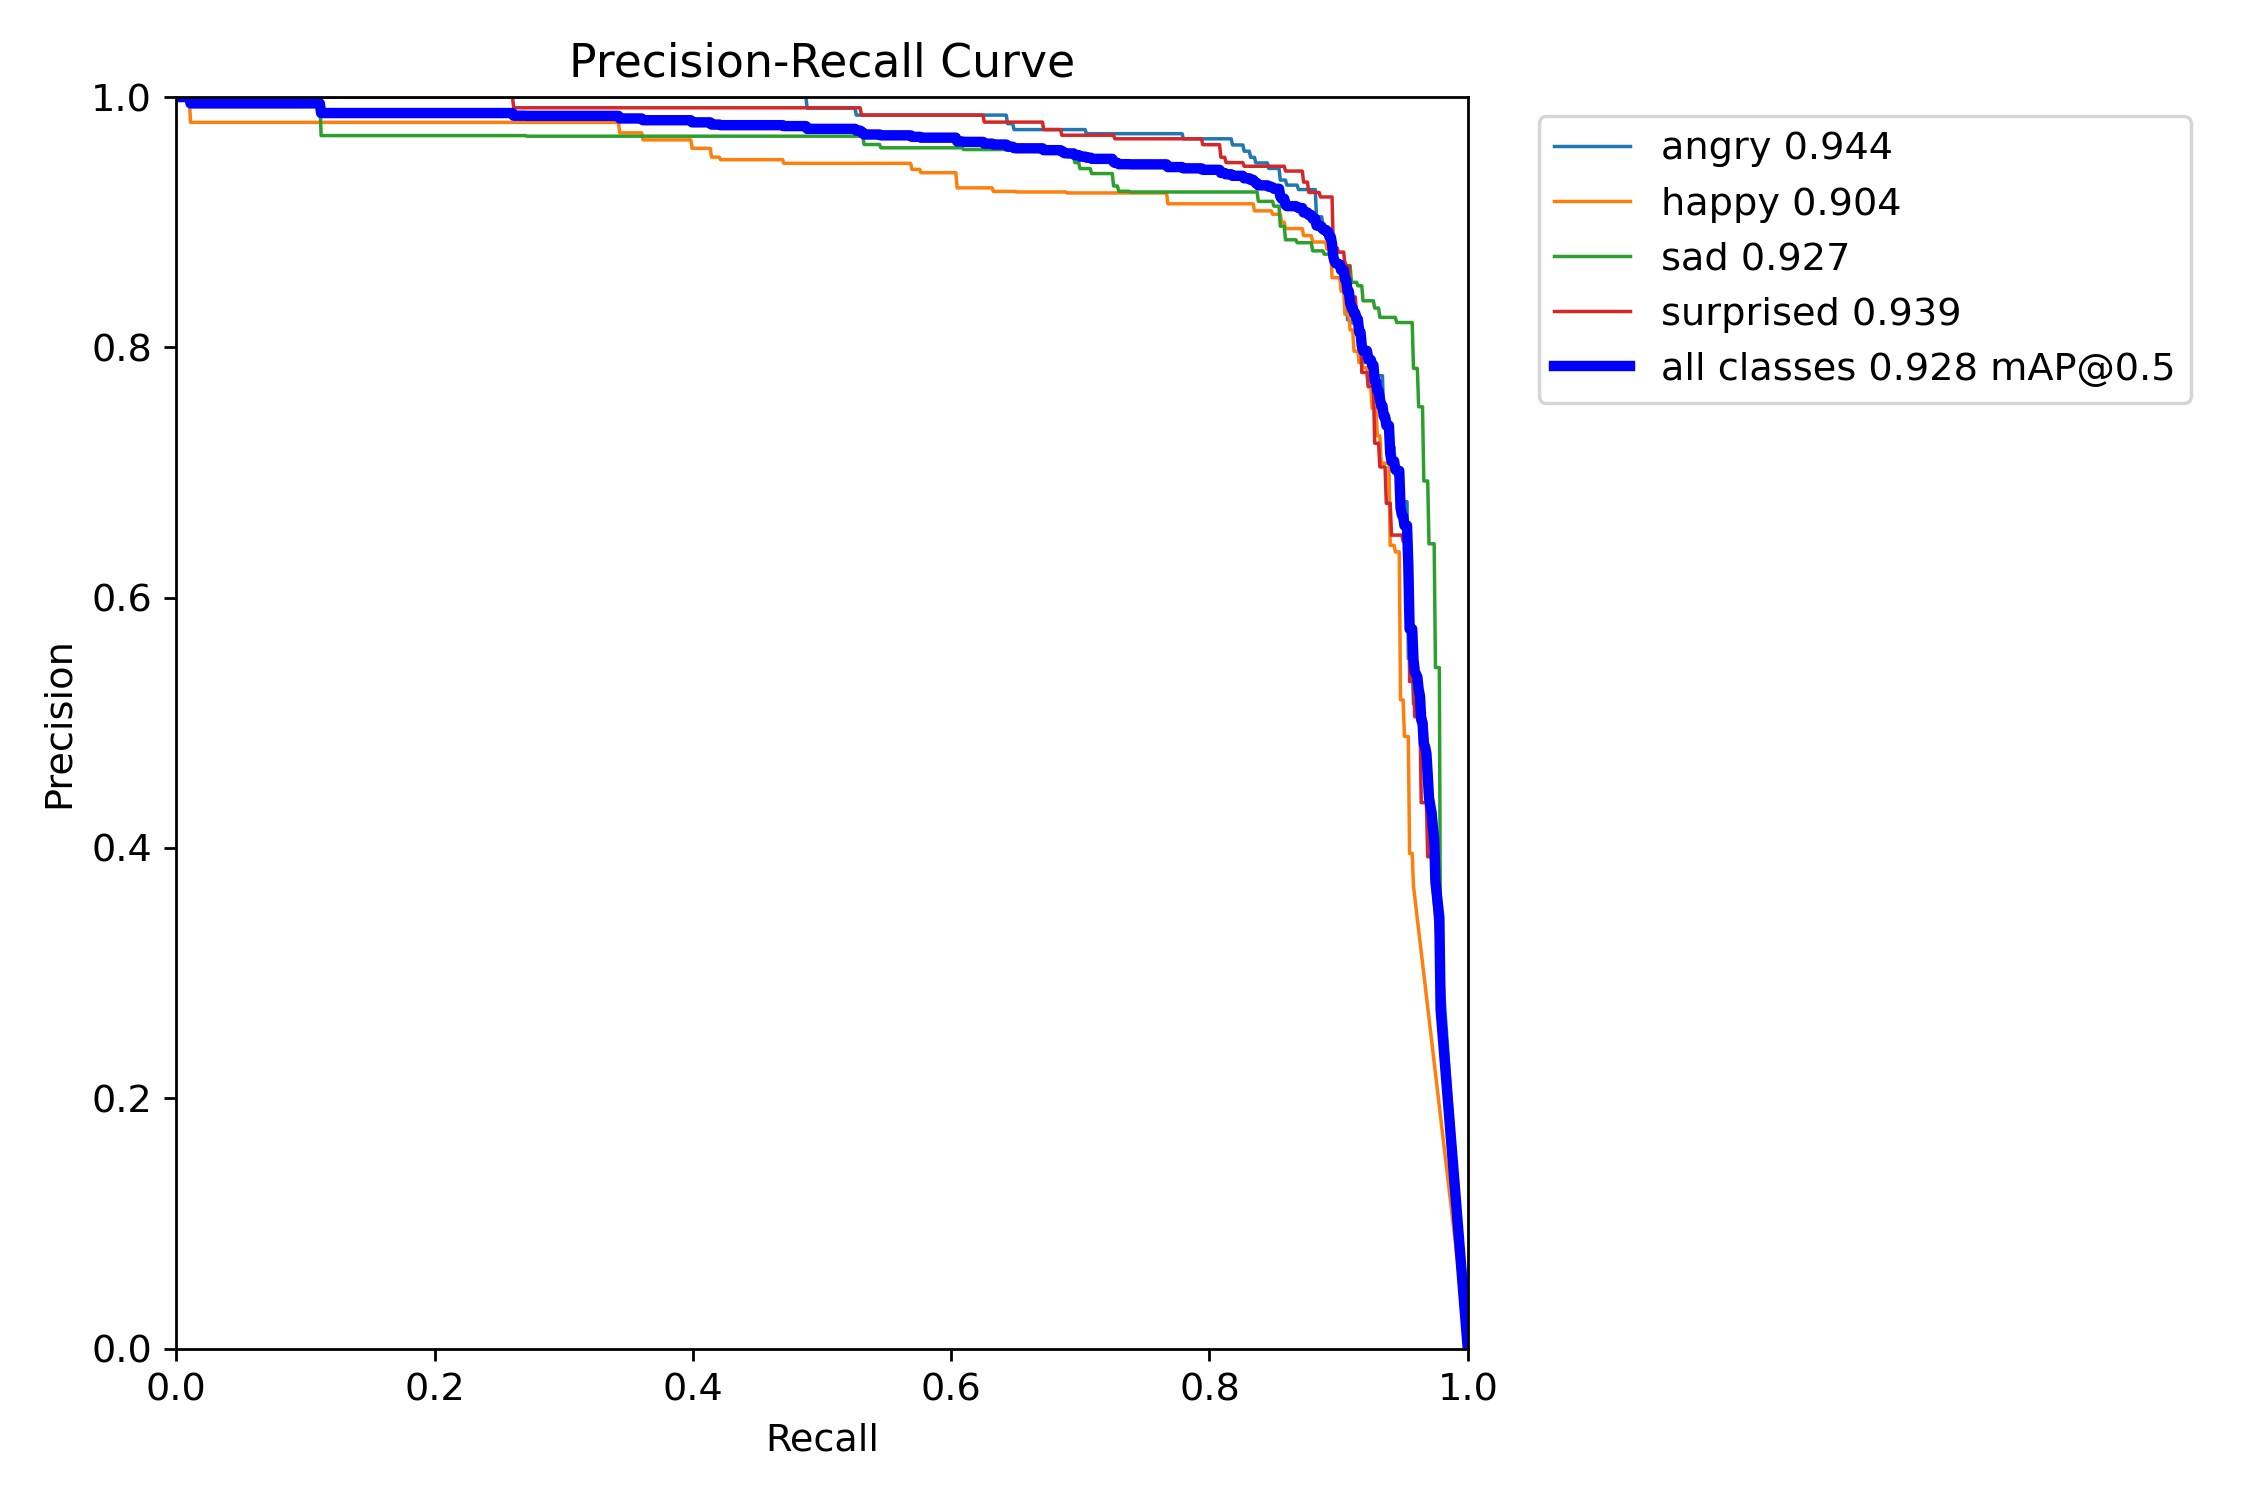 Precision-Recall Curve
1.0
0.8
0.6
0.4
0.2
0.0
Precision
0.0 0.2 0.4 0.6 0.8 1.0
Recall
angry 0.944
happy 0.904
sad 0.927
surprised 0.939
all classes 0.928 mAP@0.5